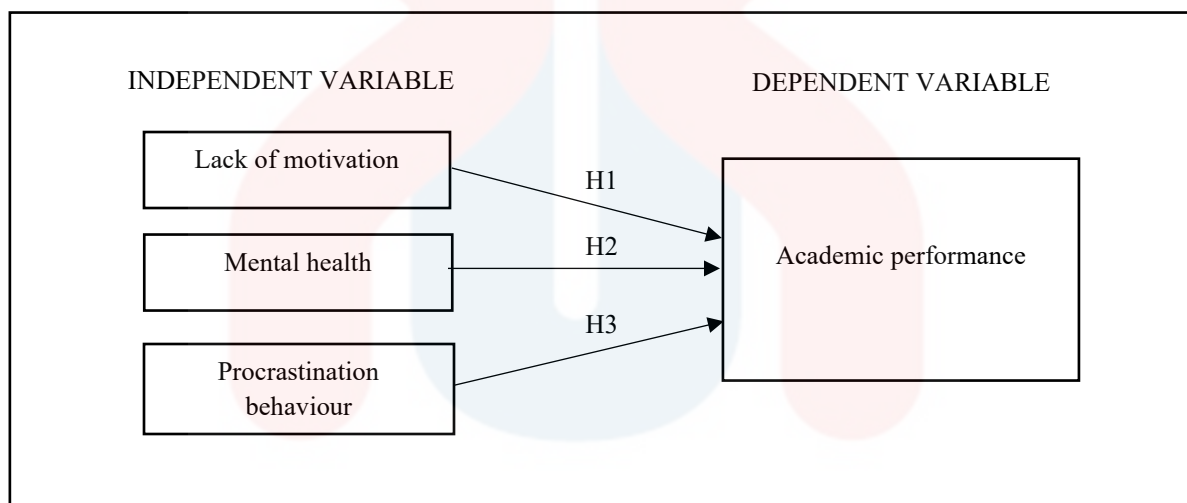 INDEPENDENT VARIABLE
DEPENDENT VARIABLE
Lack of motivation
H1
Mental health
H2
Academic performance
H3
Procrastination
behaviour